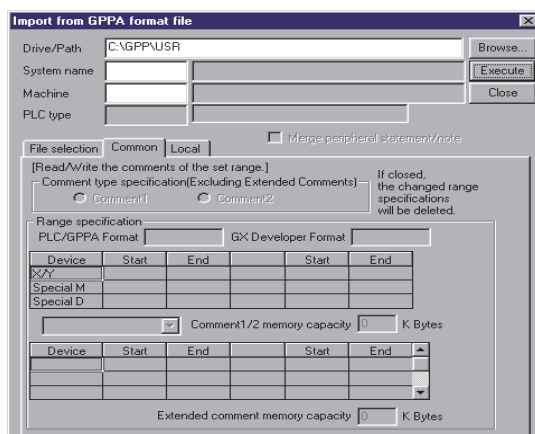 Import from GPPA format file
Drive/Path C:\GPP\USR Browse...
System name Execute
Machine Close
PLC type
Merge peripheral statement/note
File selection Common Local
[Read/Write the comments of the set range.]
Comment type specification(Excluding Extended Comments)
Comment1 Comment2
If closed,
the changed range
specifications
will be deleted.
Range specification
PLC/GPPA Format GX Developer Format
Device Start End Start End
X/Y
Special M
Special D
Comment1/2 memory capacity 0 K Bytes
Device Start End Start End
Extended comment memory capacity 0 K Bytes